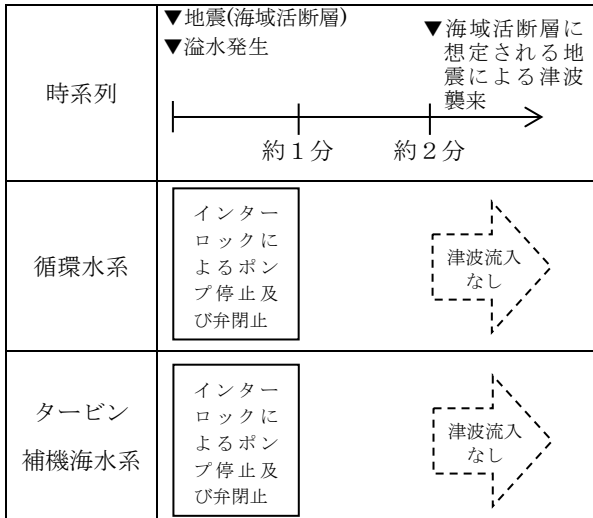 時系列
▼地震(海域活断層)
▼溢水発生
▼海域活断層に
想定される地
震による津波
襲来
約1分
約2分
循環水系
インター
ロックに
よるポン
プ停止及
び弁閉止
津波流入
なし
タービン
補機海水系
インター
ロックに
よるポン
プ停止及
び弁閉止
津波流入
なし